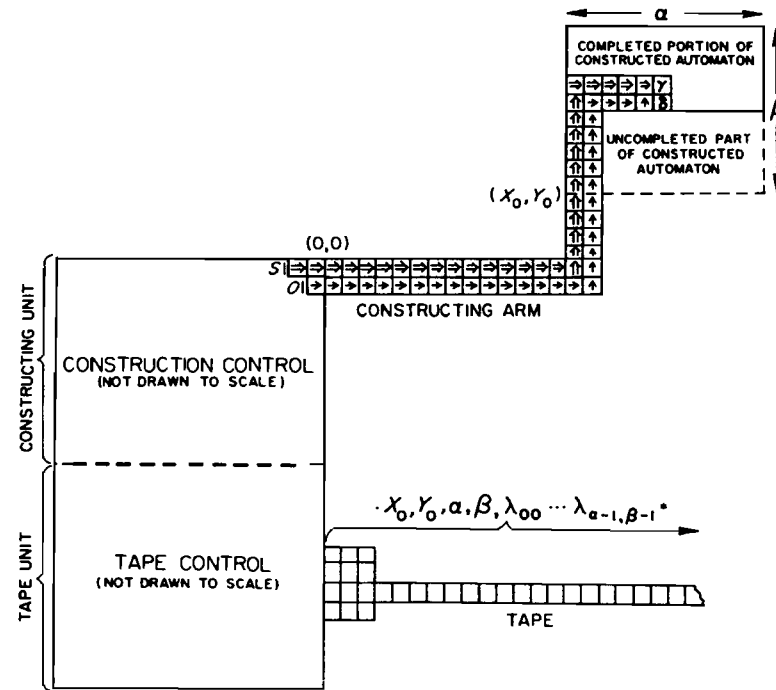 α
COMPLETED PORTION OF
CONSTRUCTED AUTOMATON
γ
δ
β
UNCOMPLETED PART
OF CONSTRUCTED
AUTOMATON
(X₀, Y₀)
(0,0)
S1
O1
CONSTRUCTING ARM
CONSTRUCTING UNIT
CONSTRUCTION CONTROL
(NOT DRAWN TO SCALE)
. X₀, Y₀, α, β, λ₀₀ ··· λα-1, β-1 *
TAPE UNIT
TAPE CONTROL
(NOT DRAWN TO SCALE)
TAPE